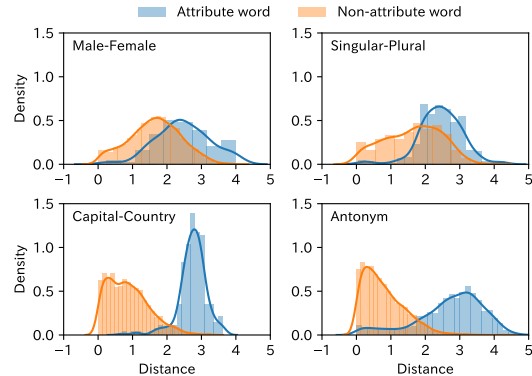 Attribute word Non-attribute word
Male-Female
Density
1.5
1.0
0.5
0.0
−1 0 1 2 3 4 5
Singular-Plural
1.5
1.0
0.5
0.0
−1 0 1 2 3 4 5
Capital-Country
Density
1.5
1.0
0.5
0.0
−1 0 1 2 3 4 5
Distance
Antonym
1.5
1.0
0.5
0.0
−1 0 1 2 3 4 5
Distance